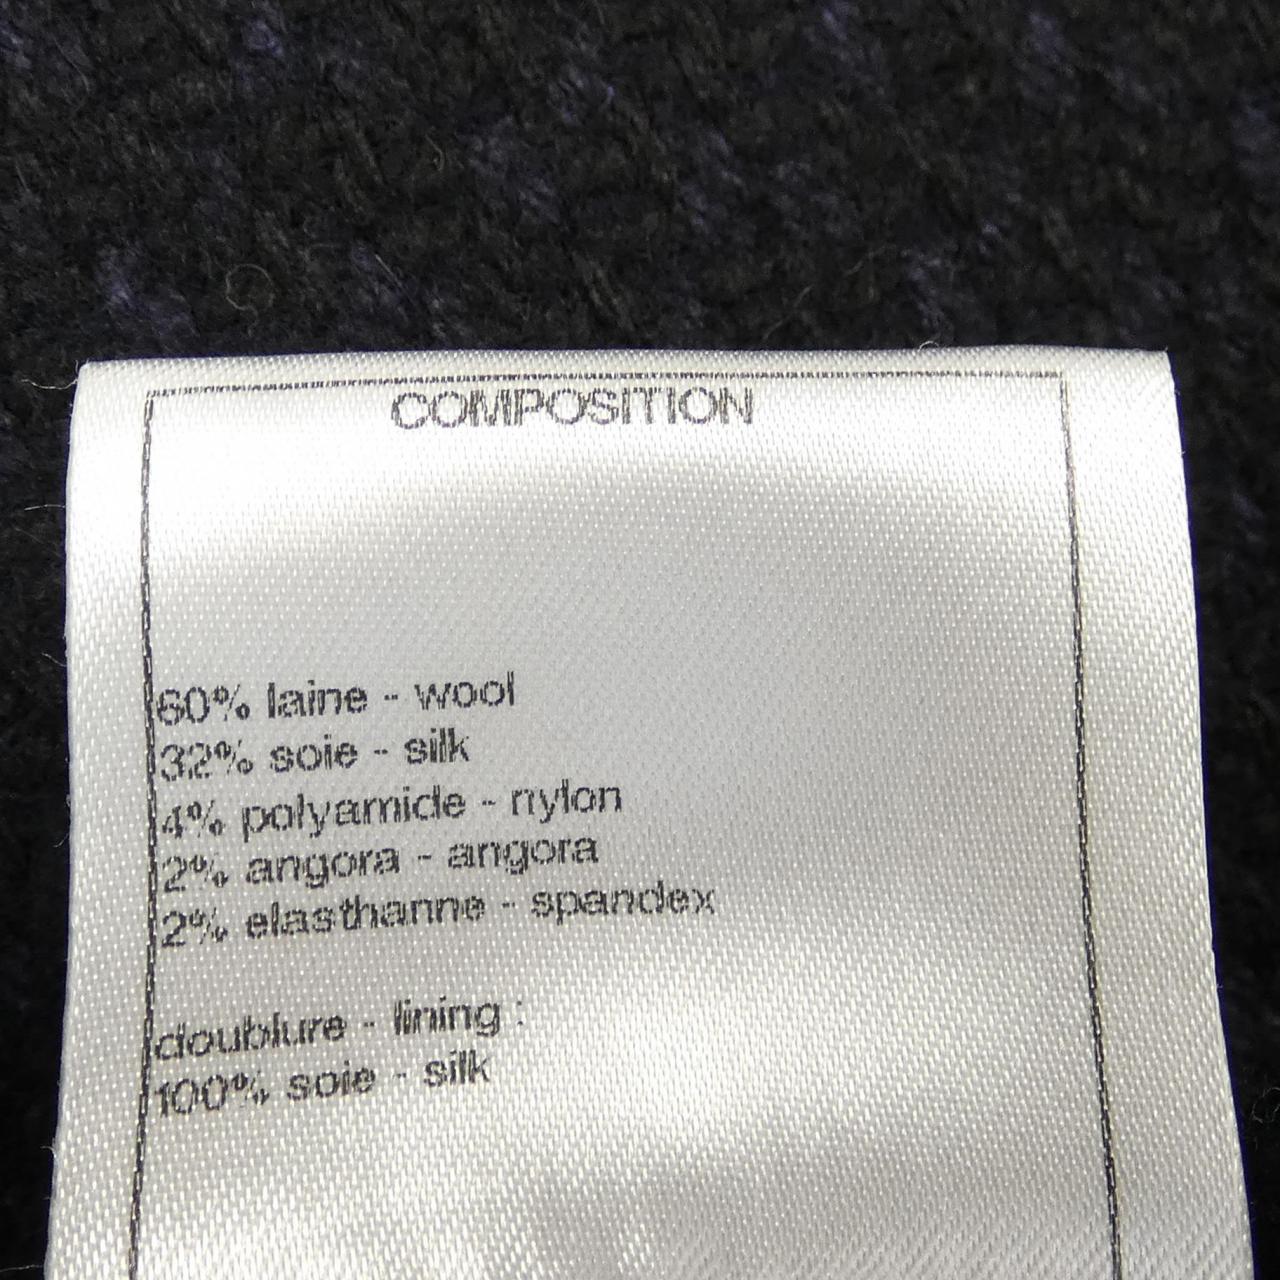 COMPOSITION
60% laine - wool
32% soie - silk
4% polyamide - nylon
2% angora - angora
2% elasthanne - spandex
doublure - lining :
100% soie - silk